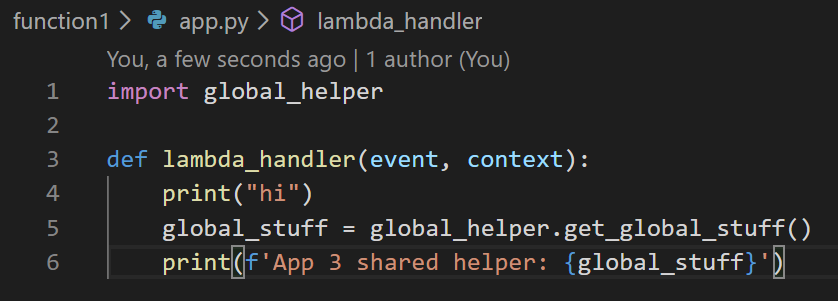 function1 > app.py > lambda_handler
You, a few seconds ago | 1 author (You)
1 import global_helper
2
3 def lambda_handler(event, context):
4     print("hi")
5     global_stuff = global_helper.get_global_stuff()
6     print(f'App 3 shared helper: {global_stuff}')